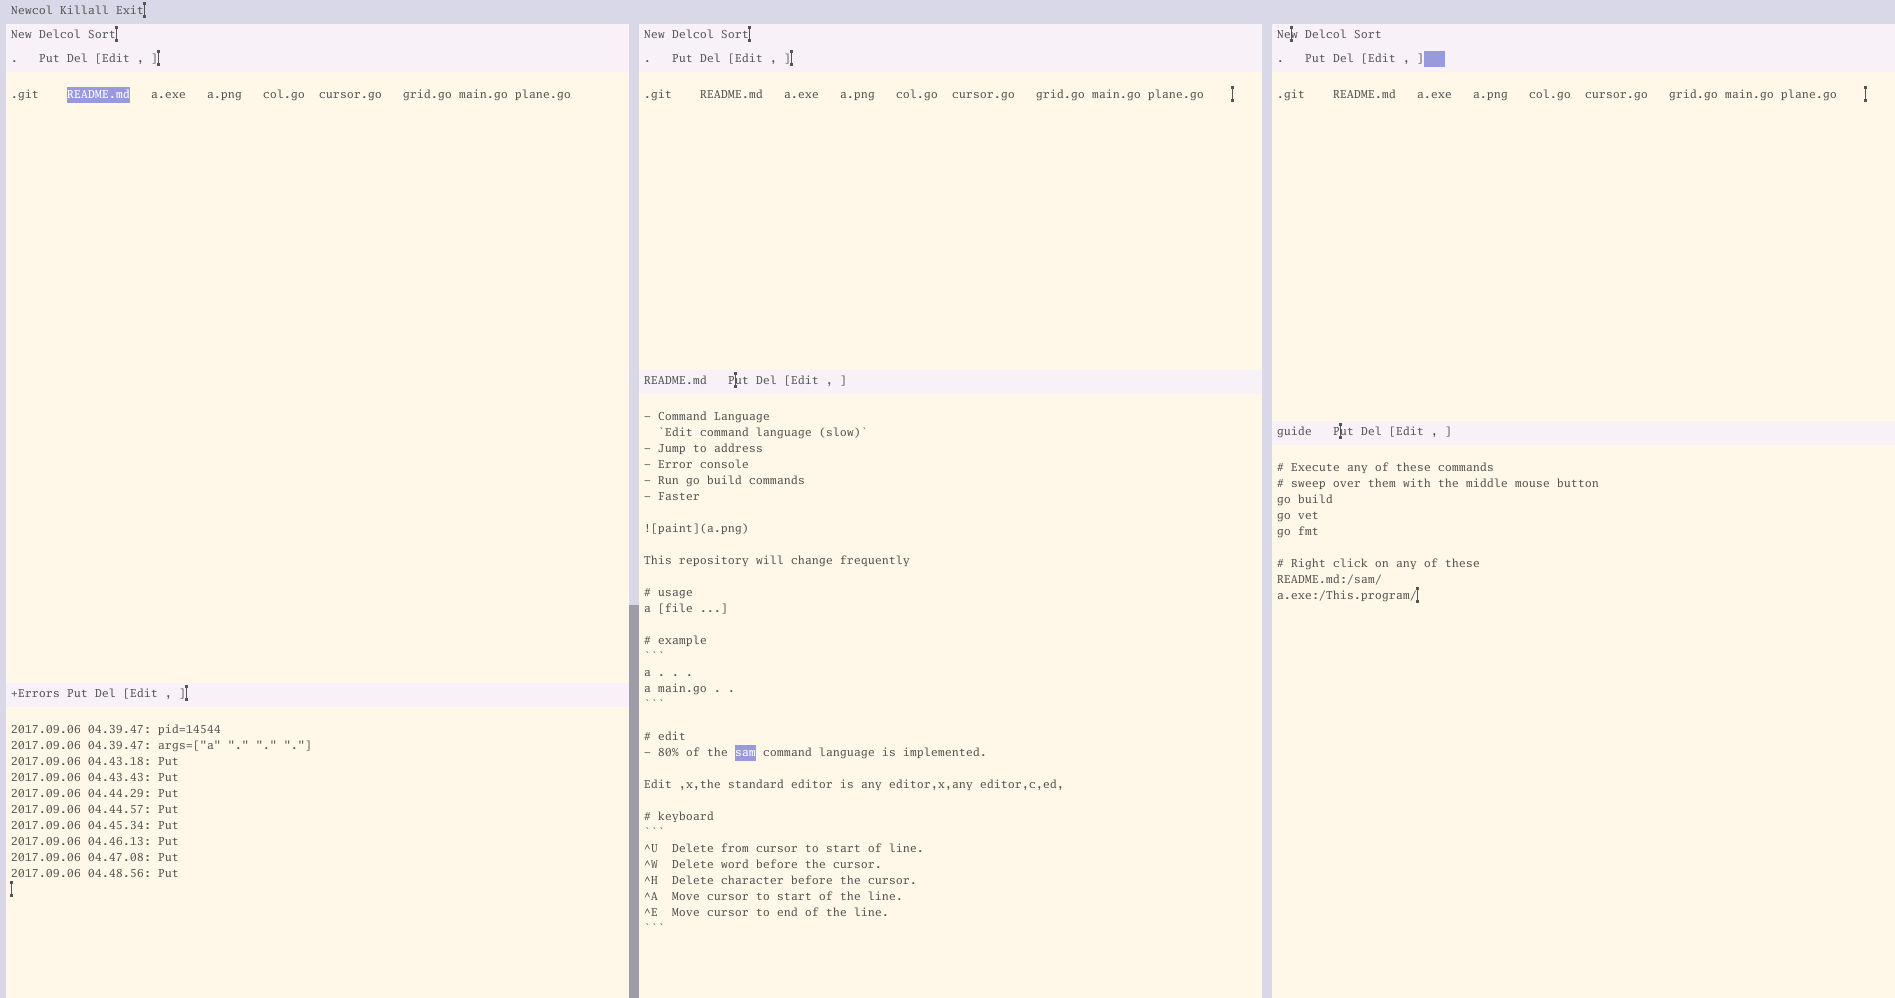 Newcol Killall Exit
New Delcol Sort
.   Put Del [Edit , ]
.git    README.md   a.exe   a.png   col.go  cursor.go   grid.go main.go plane.go
+Errors Put Del [Edit , ]
2017.09.06 04.39.47: pid=14544
2017.09.06 04.39.47: args=["a" "." "." "."]
2017.09.06 04.43.18: Put
2017.09.06 04.43.43: Put
2017.09.06 04.44.29: Put
2017.09.06 04.44.57: Put
2017.09.06 04.45.34: Put
2017.09.06 04.46.13: Put
2017.09.06 04.47.08: Put
2017.09.06 04.48.56: Put
New Delcol Sort
.   Put Del [Edit , ]
.git    README.md   a.exe   a.png   col.go  cursor.go   grid.go main.go plane.go
README.md   Put Del [Edit , ]
- Command Language
  `Edit command language (slow)`
- Jump to address
- Error console
- Run go build commands
- Faster
![paint](a.png)
This repository will change frequently
# usage
a [file ...]
# example
```
a . . .
a main.go . .
```
# edit
- 80% of the sam command language is implemented.
Edit ,x,the standard editor is any editor,x,any editor,c,ed,
# keyboard
```
^U  Delete from cursor to start of line.
^W  Delete word before the cursor.
^H  Delete character before the cursor.
^A  Move cursor to start of the line.
^E  Move cursor to end of the line.
```
New Delcol Sort
.   Put Del [Edit , ]
.git    README.md   a.exe   a.png   col.go  cursor.go   grid.go main.go plane.go
guide   Put Del [Edit , ]
# Execute any of these commands
# sweep over them with the middle mouse button
go build
go vet
go fmt
# Right click on any of these
README.md:/sam/
a.exe:/This.program/